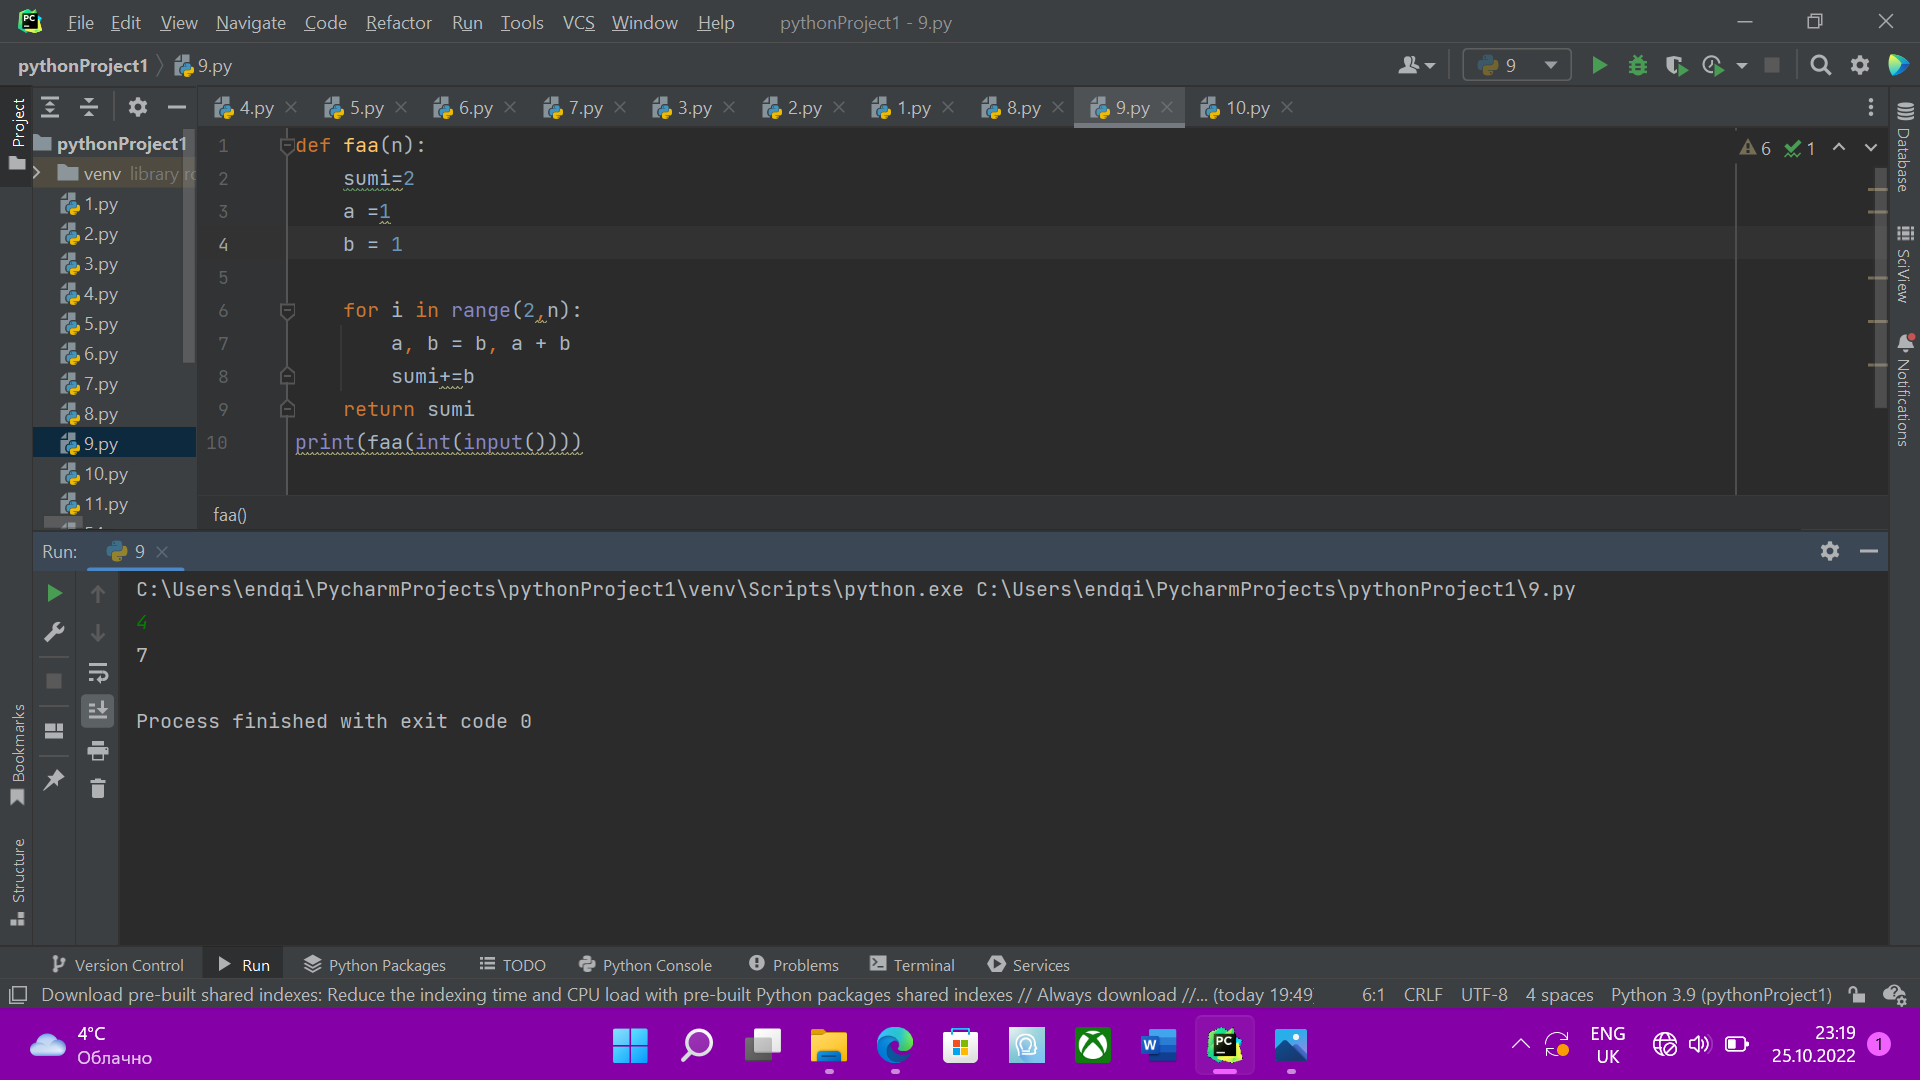 File Edit View Navigate Code Refactor Run Tools VCS Window Help pythonProject1 - 9.py
pythonProject1 9.py 9
4.py 5.py 6.py 7.py 3.py 2.py 1.py 8.py 9.py 10.py
Project
pythonProject1
venv library
1.py
2.py
3.py
4.py
5.py
6.py
7.py
8.py
9.py
10.py
11.py
1 def faa(n):
2 sumi=2
3 a =1
4 b = 1
5
6 for i in range(2,n):
7 a, b = b, a + b
8 sumi+=b
9 return sumi
10 print(faa(int(input())))
6 1
faa()
Database
SciView
Notifications
Run: 9
C:\Users\endqi\PycharmProjects\pythonProject1\venv\Scripts\python.exe C:\Users\endqi\PycharmProjects\pythonProject1\9.py
4
7
Process finished with exit code 0
Bookmarks
Structure
Version Control Run Python Packages TODO Python Console Problems Terminal Services
Download pre-built shared indexes: Reduce the indexing time and CPU load with pre-built Python packages shared indexes // Always download //... (today 19:49 6:1 CRLF UTF-8 4 spaces Python 3.9 (pythonProject1)
4°C
Облачно
PC
W
ENG
UK
23:19
25.10.2022
1